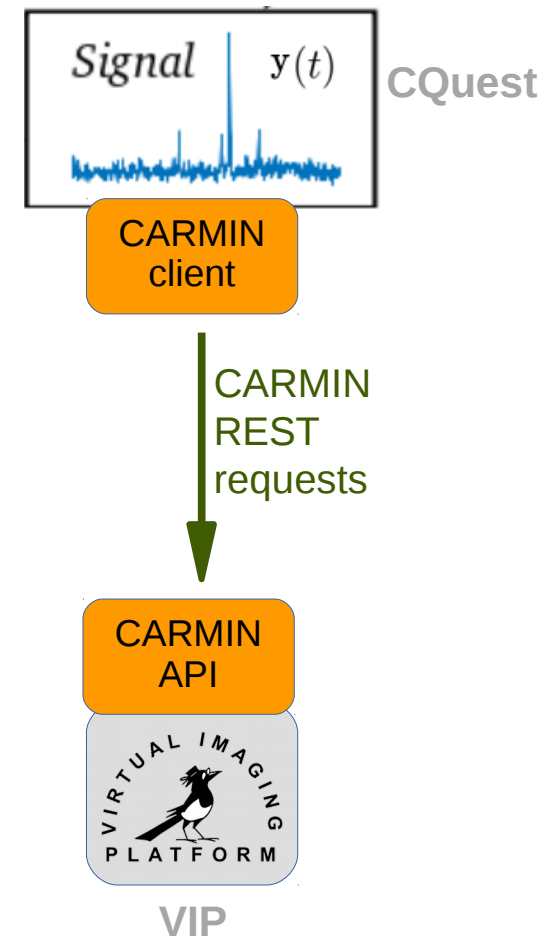 Signal y(t)
CQuest
CARMIN
client
CARMIN
REST
requests
CARMIN
API
VIRTUAL IMAGING
PLATFORM
VIP